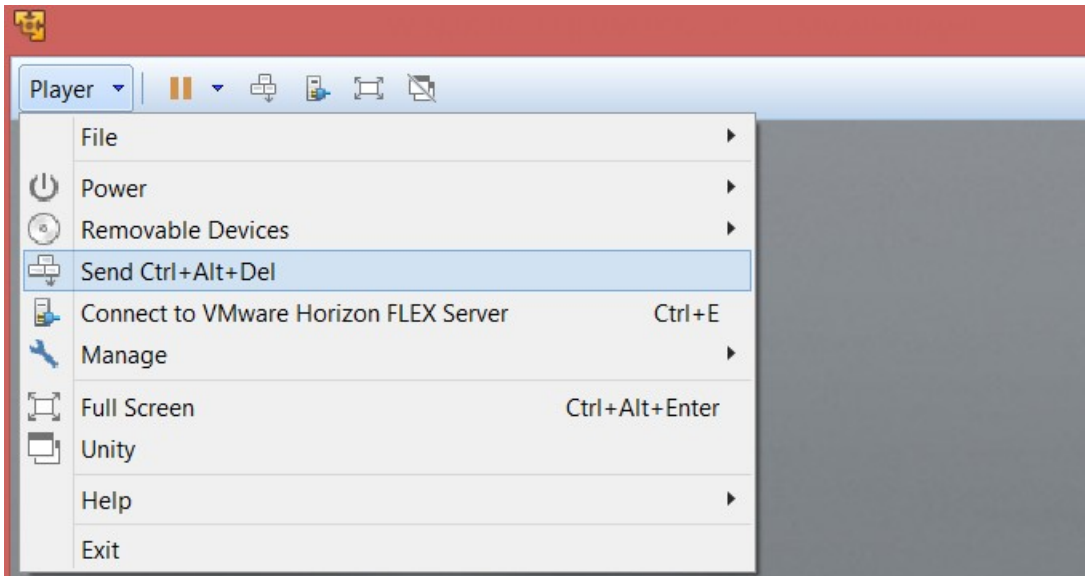 Player
File
Power
Removable Devices
Send Ctrl+Alt+Del
Connect to VMware Horizon FLEX Server Ctrl+E
Manage
Full Screen Ctrl+Alt+Enter
Unity
Help
Exit